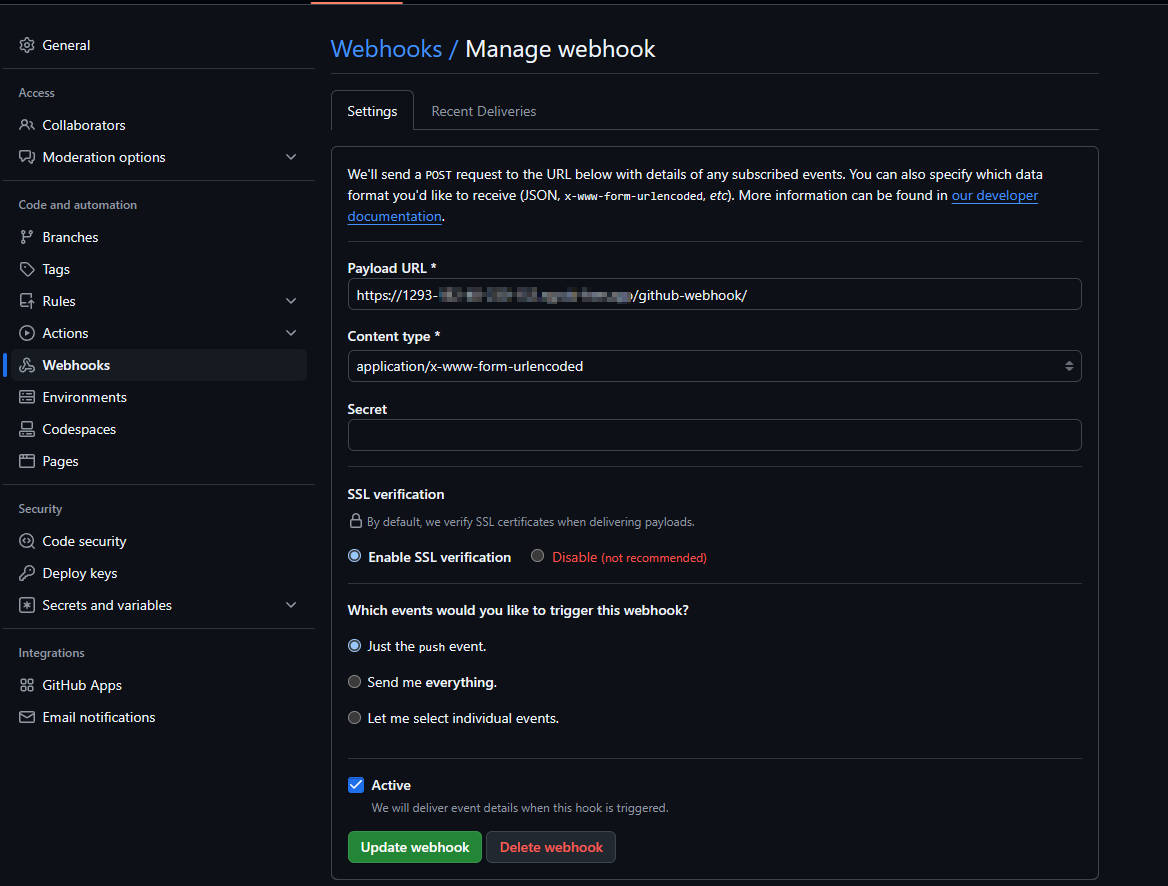 General
Access
Collaborators
Moderation options
Code and automation
Branches
Tags
Rules
Actions
Webhooks
Environments
Codespaces
Pages
Security
Code security
Deploy keys
Secrets and variables
Integrations
GitHub Apps
Email notifications
Webhooks / Manage webhook
Settings Recent Deliveries
We'll send a POST request to the URL below with details of any subscribed events. You can also specify which data
format you'd like to receive (JSON, x-www-form-urlencoded, etc). More information can be found in our developer
documentation.
Payload URL *
https://1293- /github-webhook/
Content type *
application/x-www-form-urlencoded
Secret
SSL verification
By default, we verify SSL certificates when delivering payloads.
Enable SSL verification Disable (not recommended)
Which events would you like to trigger this webhook?
Just the push event.
Send me everything.
Let me select individual events.
Active
We will deliver event details when this hook is triggered.
Update webhook Delete webhook